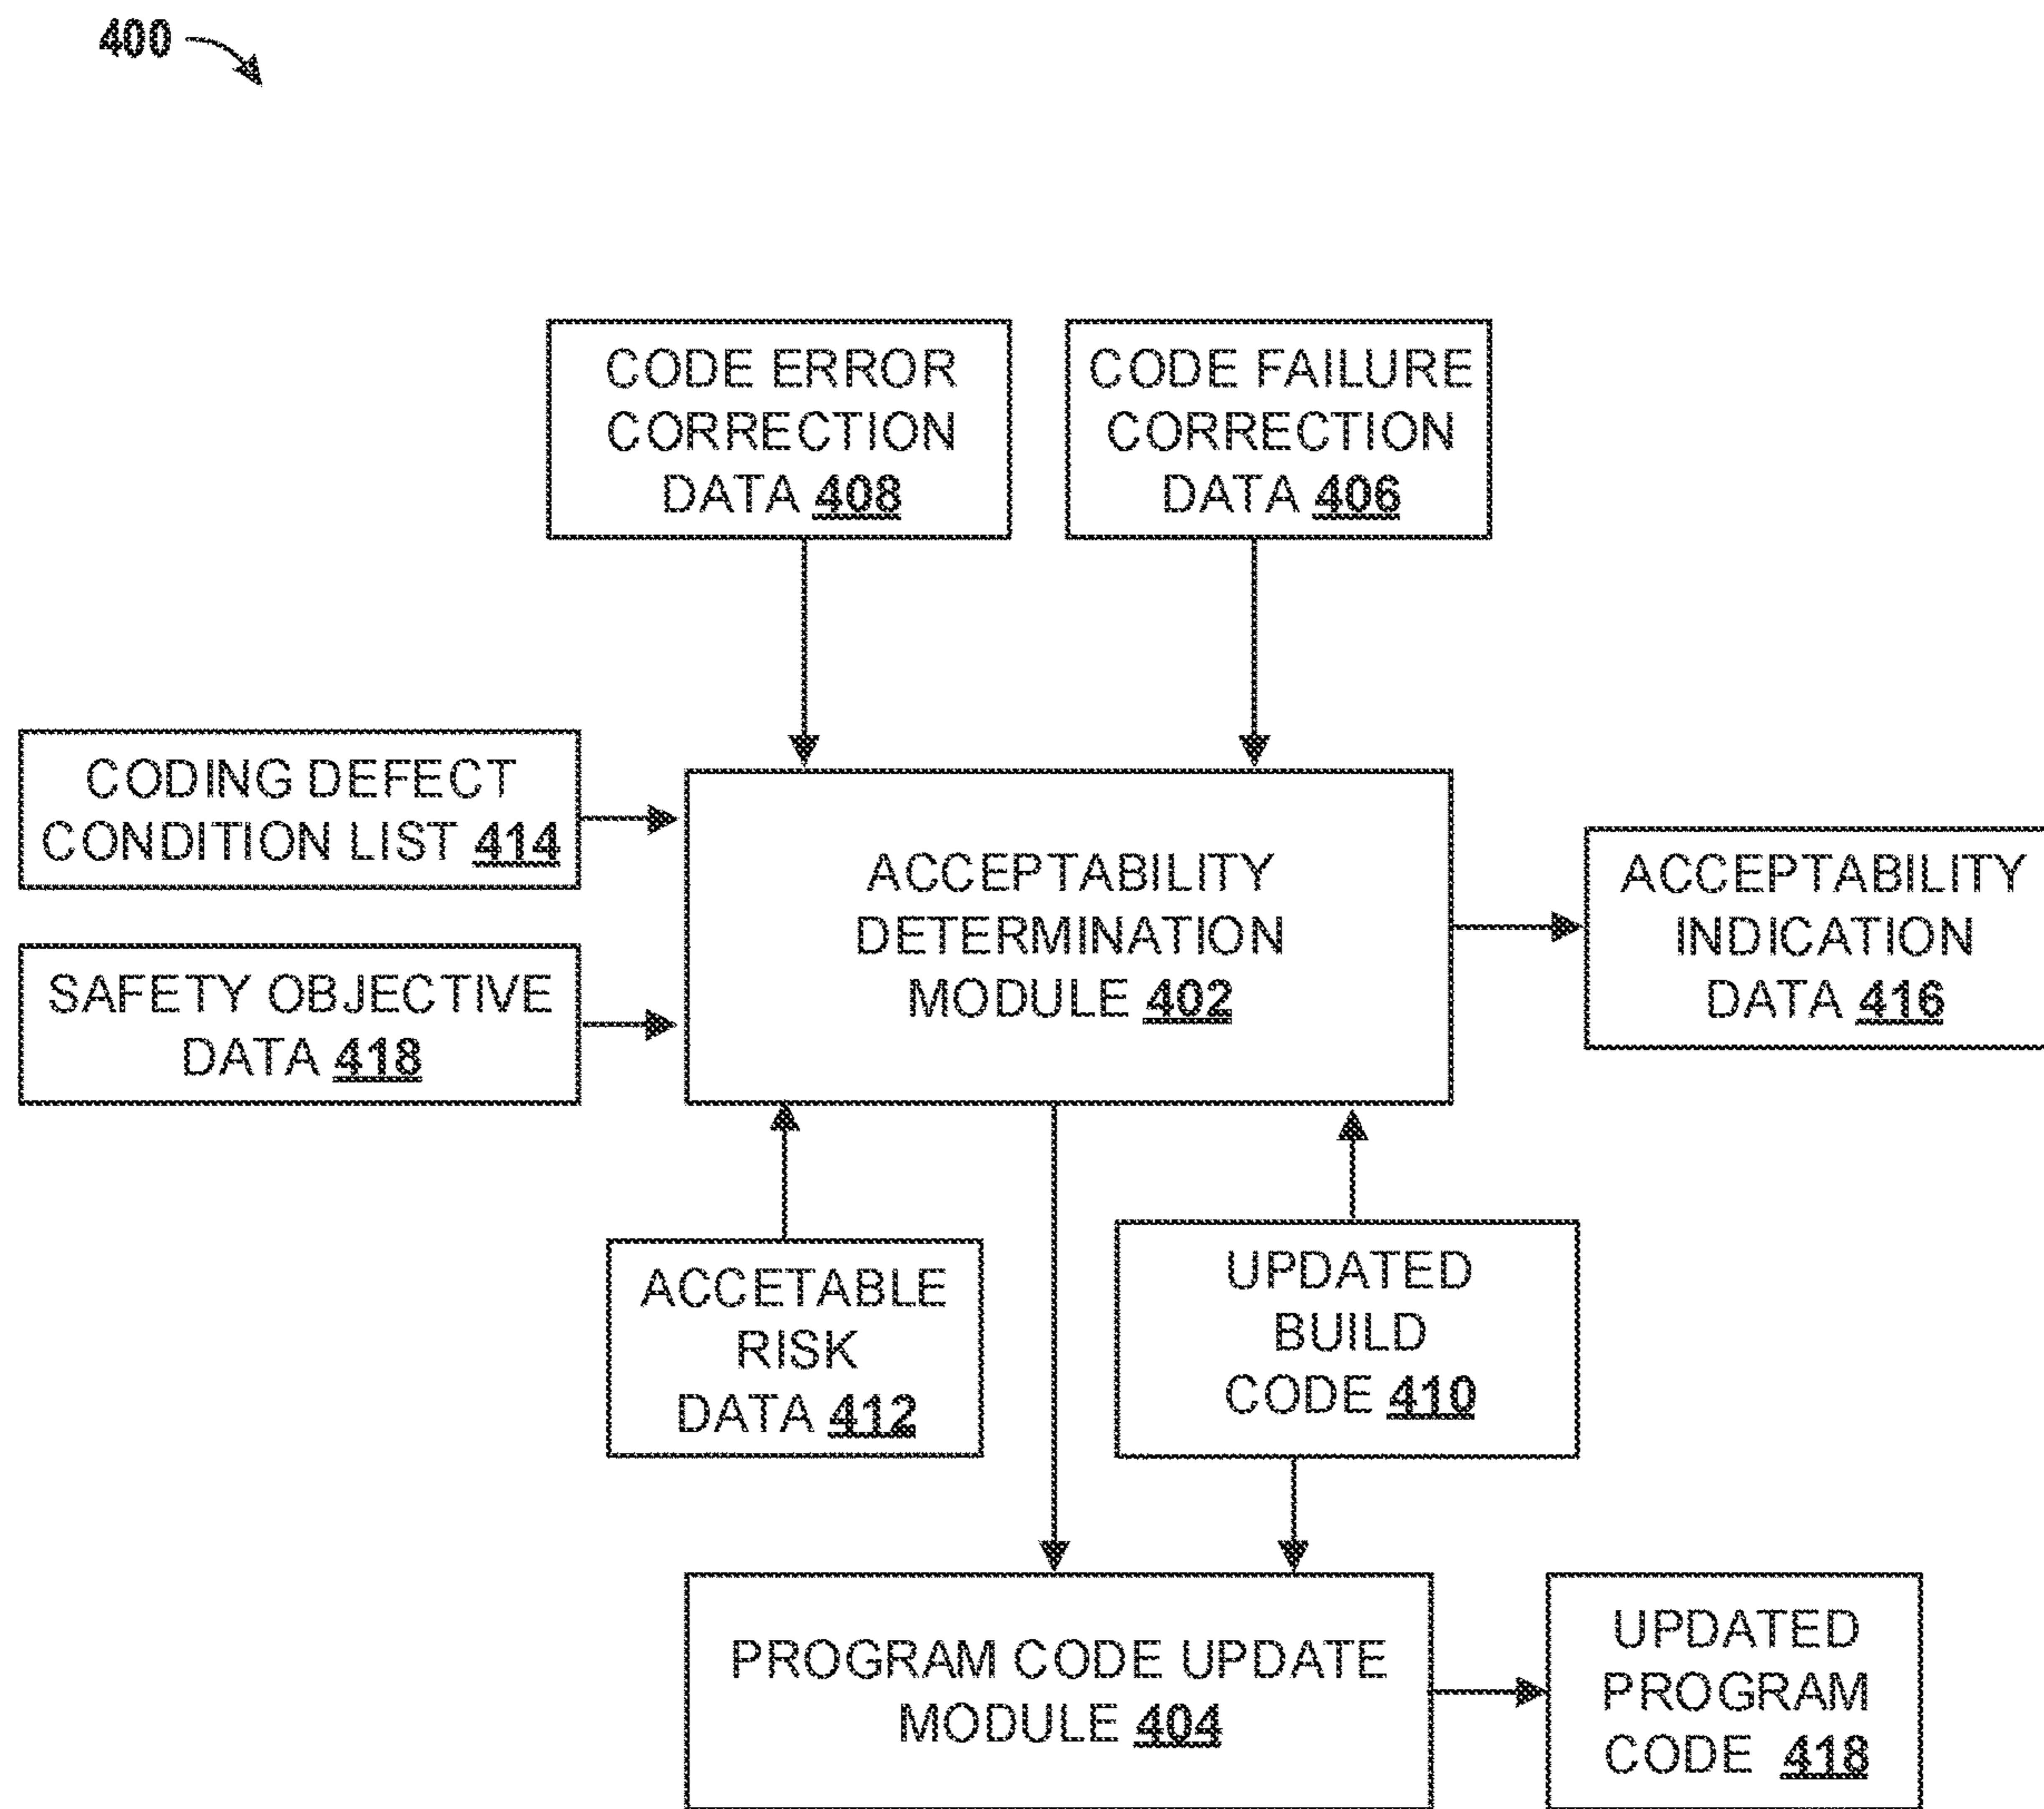 400
CODE ERROR
CORRECTION
DATA 408
CODE FAILURE
CORRECTION
DATA 406
CODING DEFECT
CONDITION LIST 414
SAFETY OBJECTIVE
DATA 418
ACCEPTABILITY
DETERMINATION
MODULE 402
ACCEPTABILITY
INDICATION
DATA 416
ACCETABLE
RISK
DATA 412
UPDATED
BUILD
CODE 410
PROGRAM CODE UPDATE
MODULE 404
UPDATED
PROGRAM
CODE 418